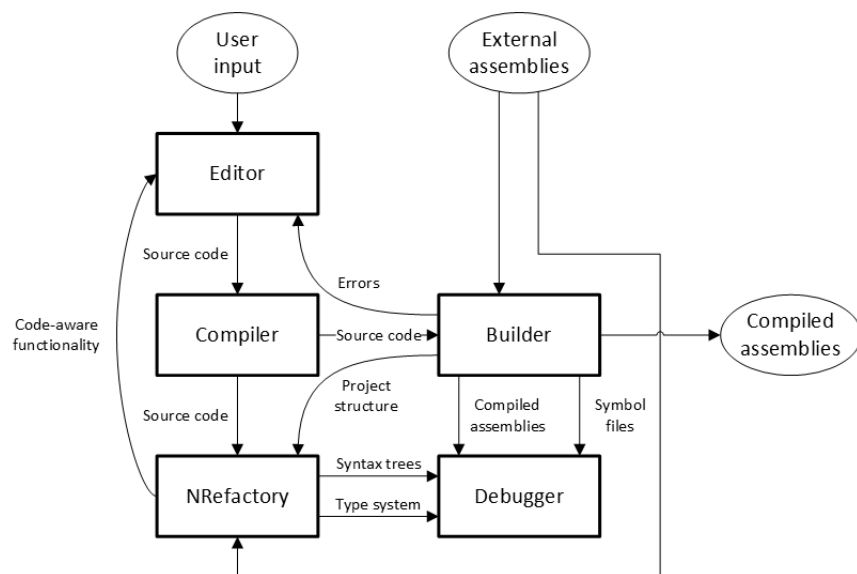 User
input
External
assemblies
Editor
Source code
Errors
Code-aware
functionality
Compiler
Source code
Builder
Compiled
assemblies
Source code
Project
structure
Compiled
assemblies
Symbol
files
NRefactory
Syntax trees
Type system
Debugger